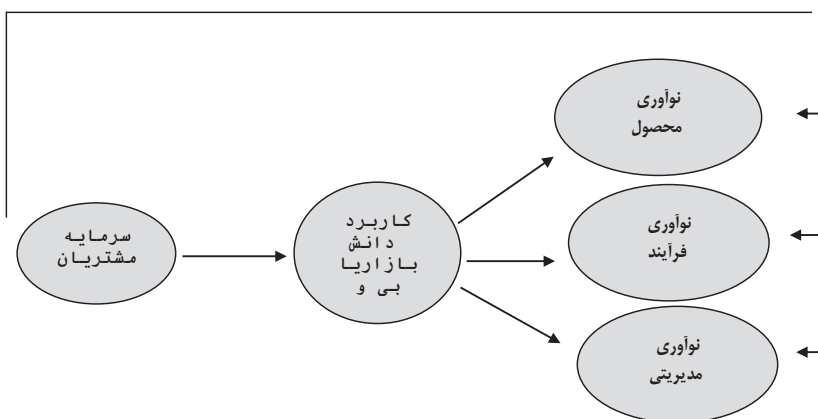 نوآوری
محصول
کاربرد
دانش
بازاریا
بی و
سرمایه
مشتریان
نوآوری
فرآیند
نوآوری
مدیریتی